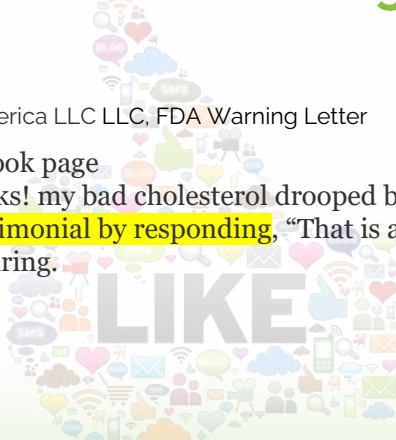 erica LLC LLC, FDA Warning Letter
ook page
ks! my bad cholesterol drooped b
imonial by responding, “That is a
ring.
LIKE